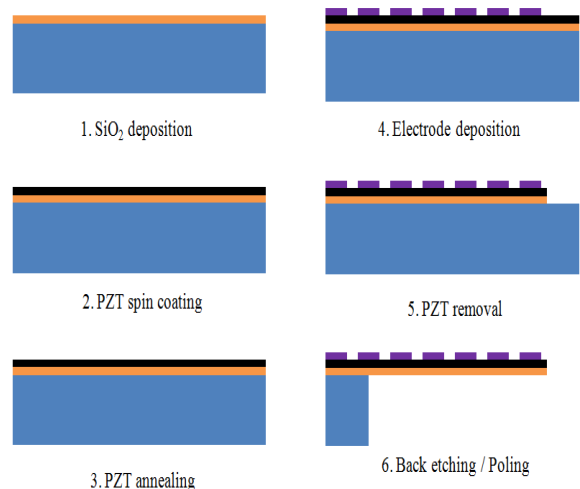 1. SiO₂ deposition
2. PZT spin coating
3. PZT annealing
4. Electrode deposition
5. PZT removal
6. Back etching / Poling